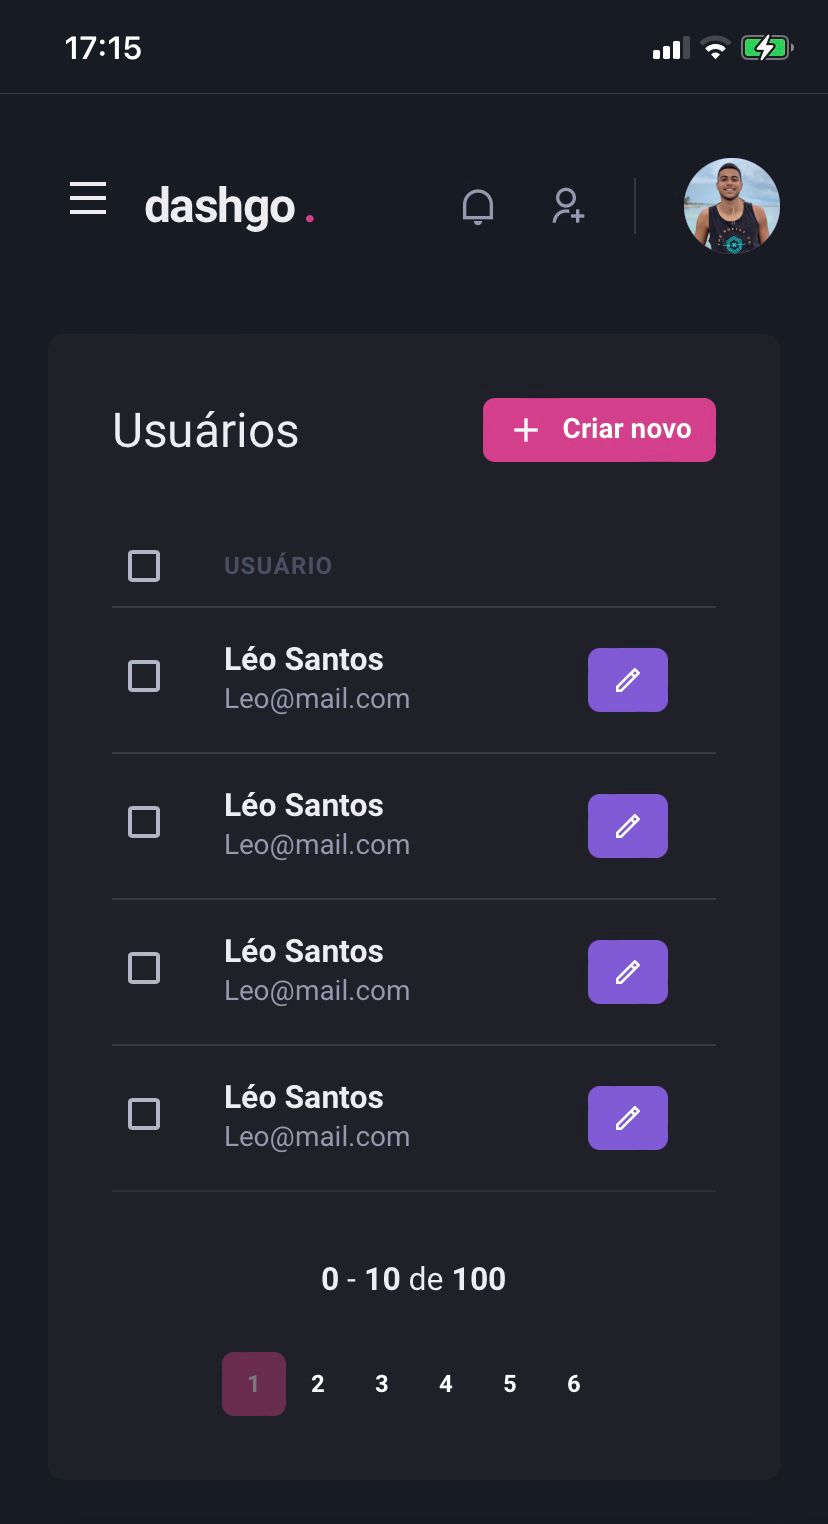 17:15
dashgo .
Usuários
+ Criar novo
USUÁRIO
Léo Santos
Leo@mail.com
Léo Santos
Leo@mail.com
Léo Santos
Leo@mail.com
Léo Santos
Leo@mail.com
0 - 10 de 100
1 2 3 4 5 6